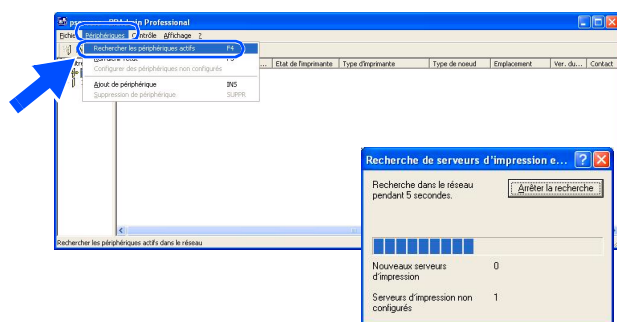 BRAdmin Professional
Fichier Périphériques Contrôle Affichage ?
Rechercher les périphériques actifs F4
Configurer des périphériques non configurés
Ajout de périphérique INS
Suppression de périphérique SUPPR
Etat de l'imprimante Type d'imprimante Type de noeud Emplacement Ver. du... Contact
Rechercher les périphériques actifs dans le réseau
Recherche de serveurs d'impression e...
Recherche dans le réseau
pendant 5 secondes.
Arrêter la recherche
Nouveaux serveurs
d'impression
0
Serveurs d'impression non
configurés
1